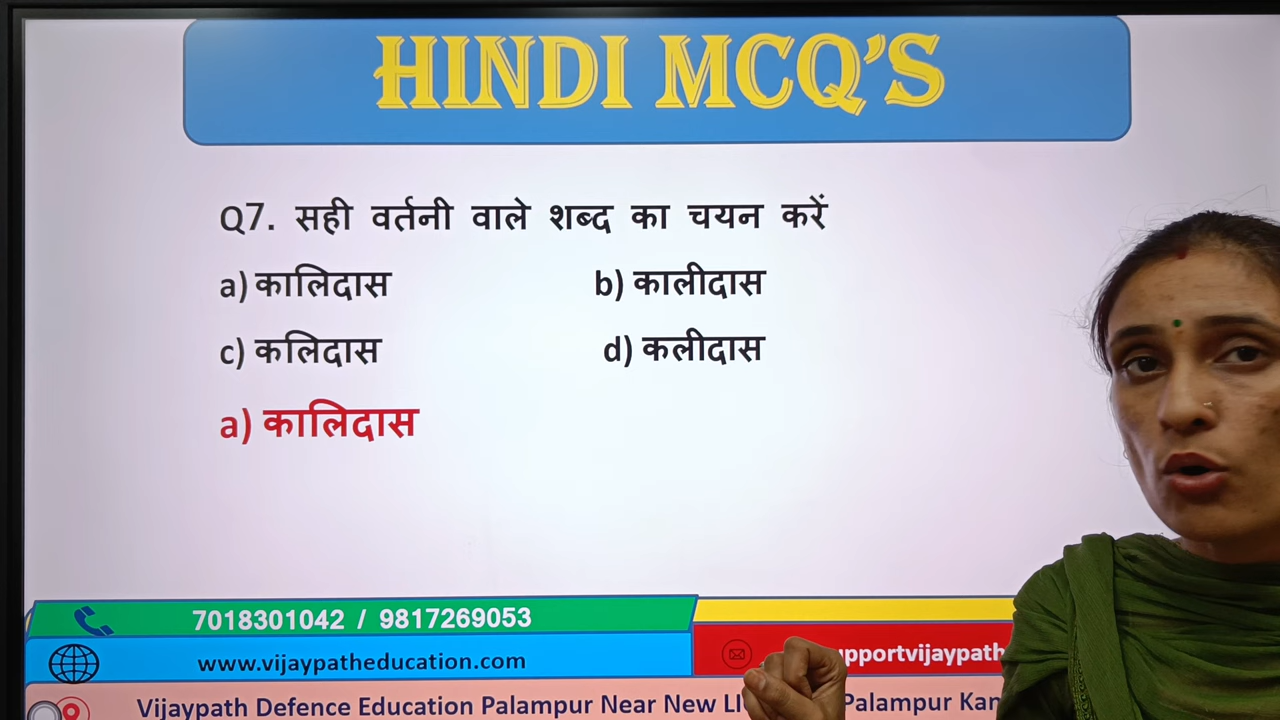 HINDI MCQ'S
Q7. सही वर्तनी वाले शब्द का चयन करें
a) कालिदास b) कालीदास
c) कलिदास d) कलीदास
a) कालिदास
7018301042 / 9817269053
www.vijaypatheducation.com
Vijaypath Defence Education Palampur Near New Palampur